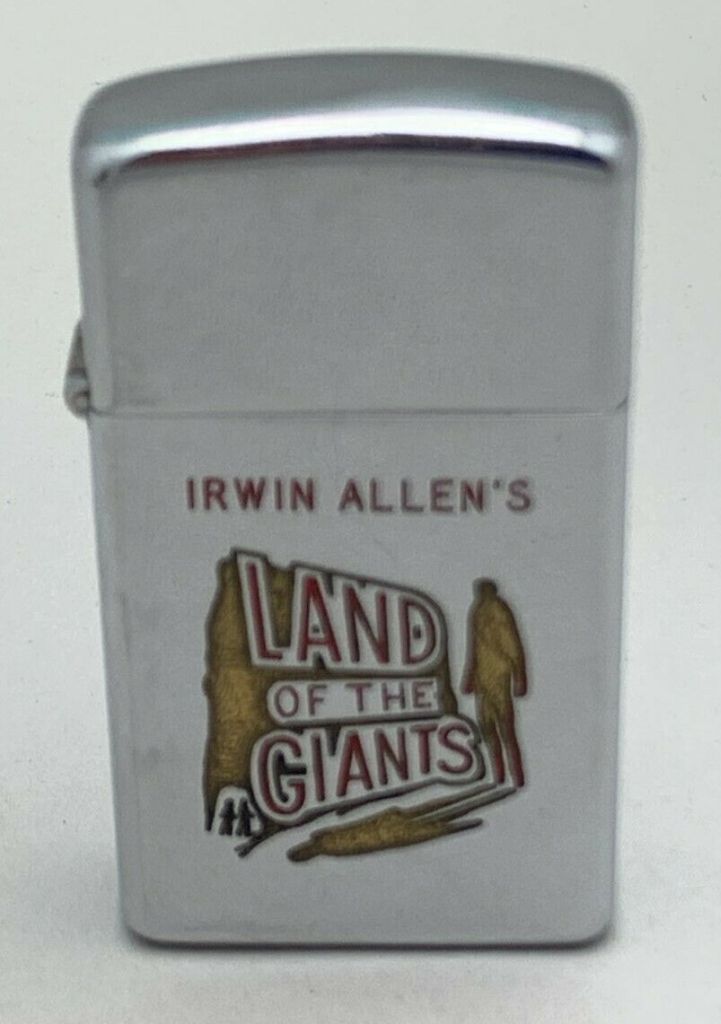 IRWIN ALLEN'S
LAND
OF THE
GIANTS